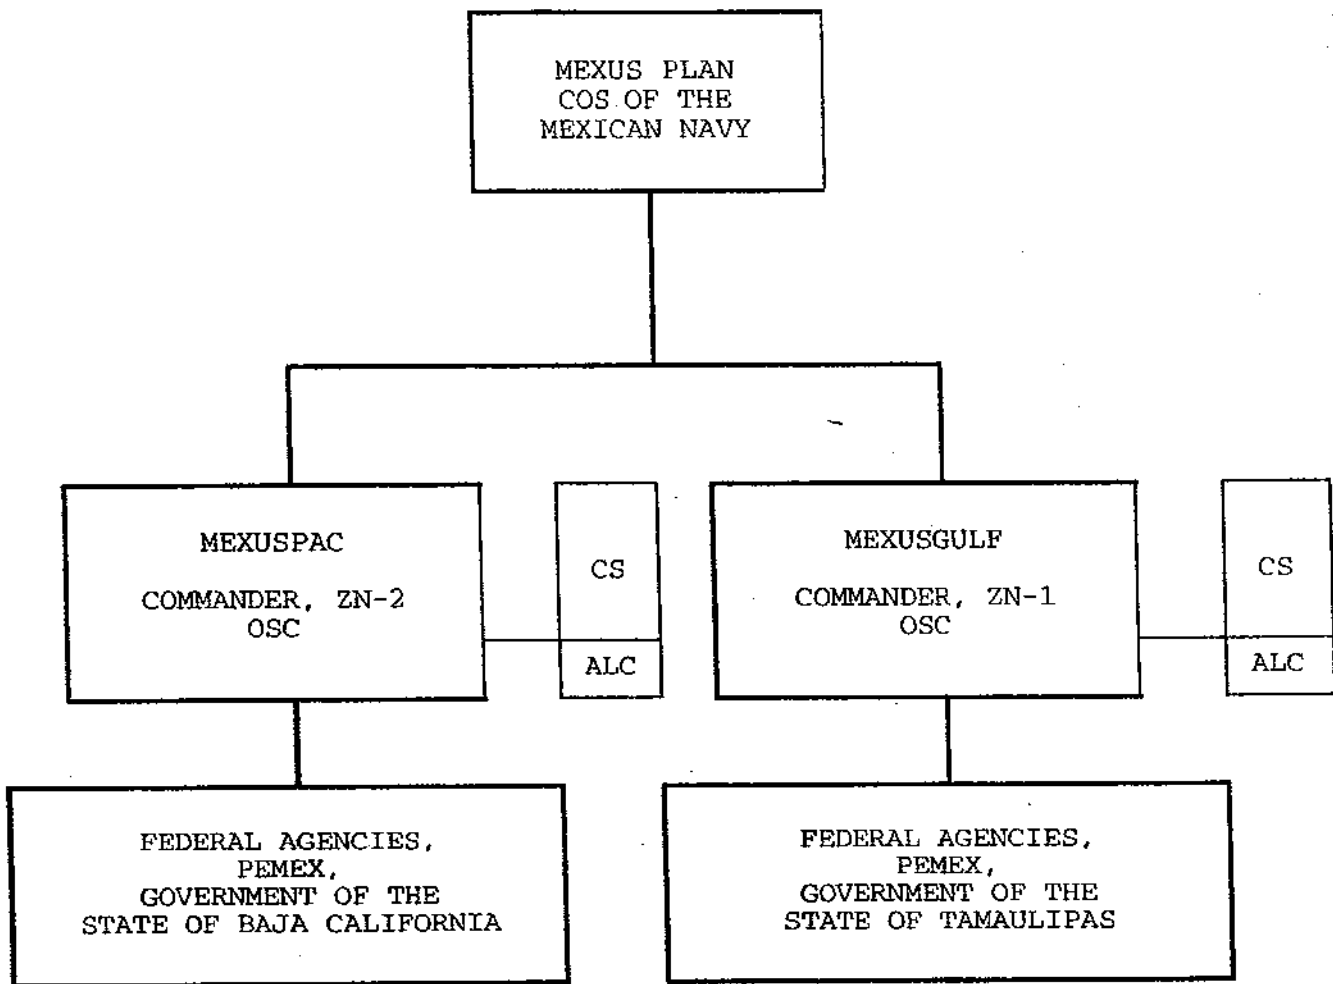 MEXUS PLAN
COS OF THE
MEXICAN NAVY
MEXUSPAC
COMMANDER, ZN-2
OSC
CS
ALC
MEXUSGULF
COMMANDER, ZN-1
OSC
CS
ALC
FEDERAL AGENCIES,
PEMEX,
GOVERNMENT OF THE
STATE OF BAJA CALIFORNIA
FEDERAL AGENCIES,
PEMEX,
GOVERNMENT OF THE
STATE OF TAMAULIPAS